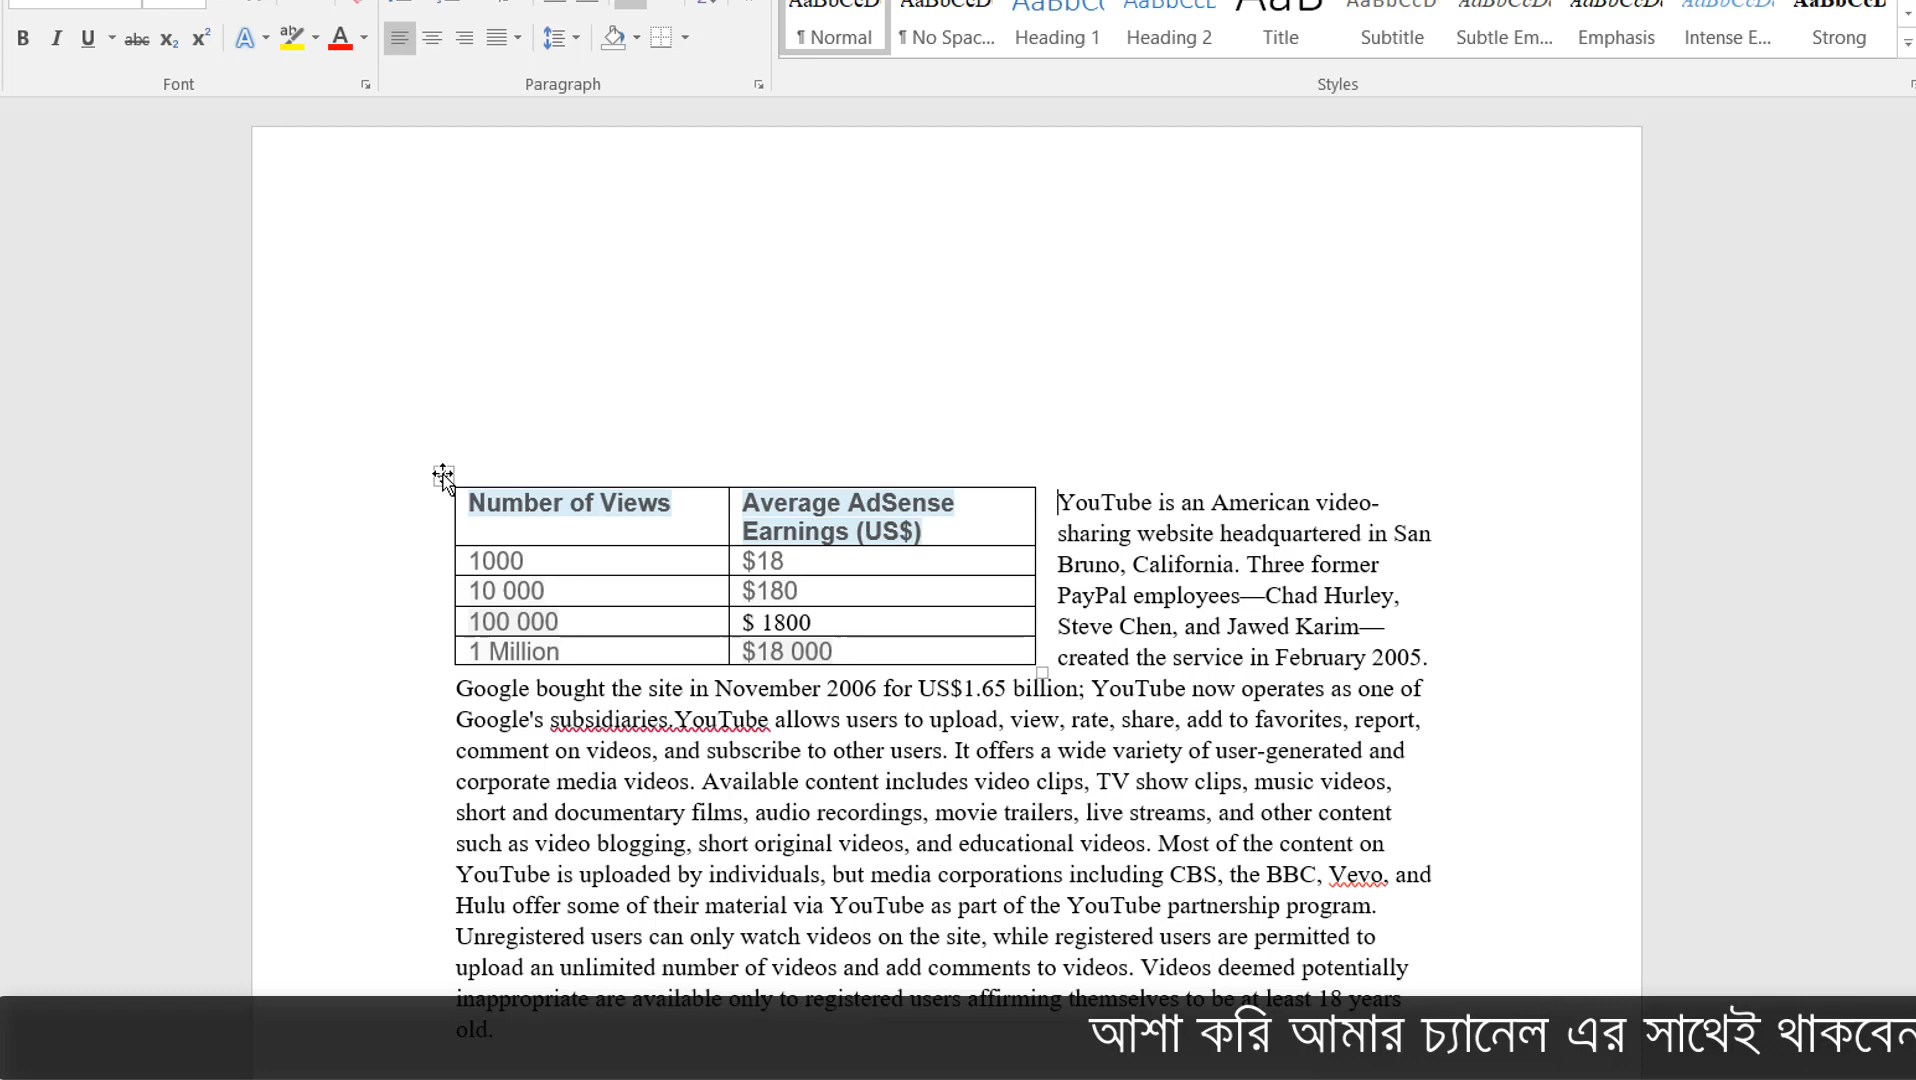 B I U abc X₂ X² A aby A
AaBbCcD AaBbCcD AaBbC( AaBbCcL AaB AaBbCcD AaBbCcD( AaBbCcD( AaBbCcD( AaBbCcL
¶ Normal ¶ No Spac... Heading 1 Heading 2 Title Subtitle Subtle Em... Emphasis Intense E... Strong
Font Paragraph Styles
Number of Views Average AdSense
Earnings (US$)
1000 $18
10 000 $180
100 000 $ 1800
1 Million $18 000
YouTube is an American video-
sharing website headquartered in San
Bruno, California. Three former
PayPal employees—Chad Hurley,
Steve Chen, and Jawed Karim—
created the service in February 2005.
Google bought the site in November 2006 for US$1.65 billion; YouTube now operates as one of
Google's subsidiaries.YouTube allows users to upload, view, rate, share, add to favorites, report,
comment on videos, and subscribe to other users. It offers a wide variety of user-generated and
corporate media videos. Available content includes video clips, TV show clips, music videos,
short and documentary films, audio recordings, movie trailers, live streams, and other content
such as video blogging, short original videos, and educational videos. Most of the content on
YouTube is uploaded by individuals, but media corporations including CBS, the BBC, Vevo, and
Hulu offer some of their material via YouTube as part of the YouTube partnership program.
Unregistered users can only watch videos on the site, while registered users are permitted to
upload an unlimited number of videos and add comments to videos. Videos deemed potentially
inappropriate are available only to registered users affirming themselves to be at least 18 years
old.
আশা করি আমার চ্যানেল এর সাথেই থাকবেন